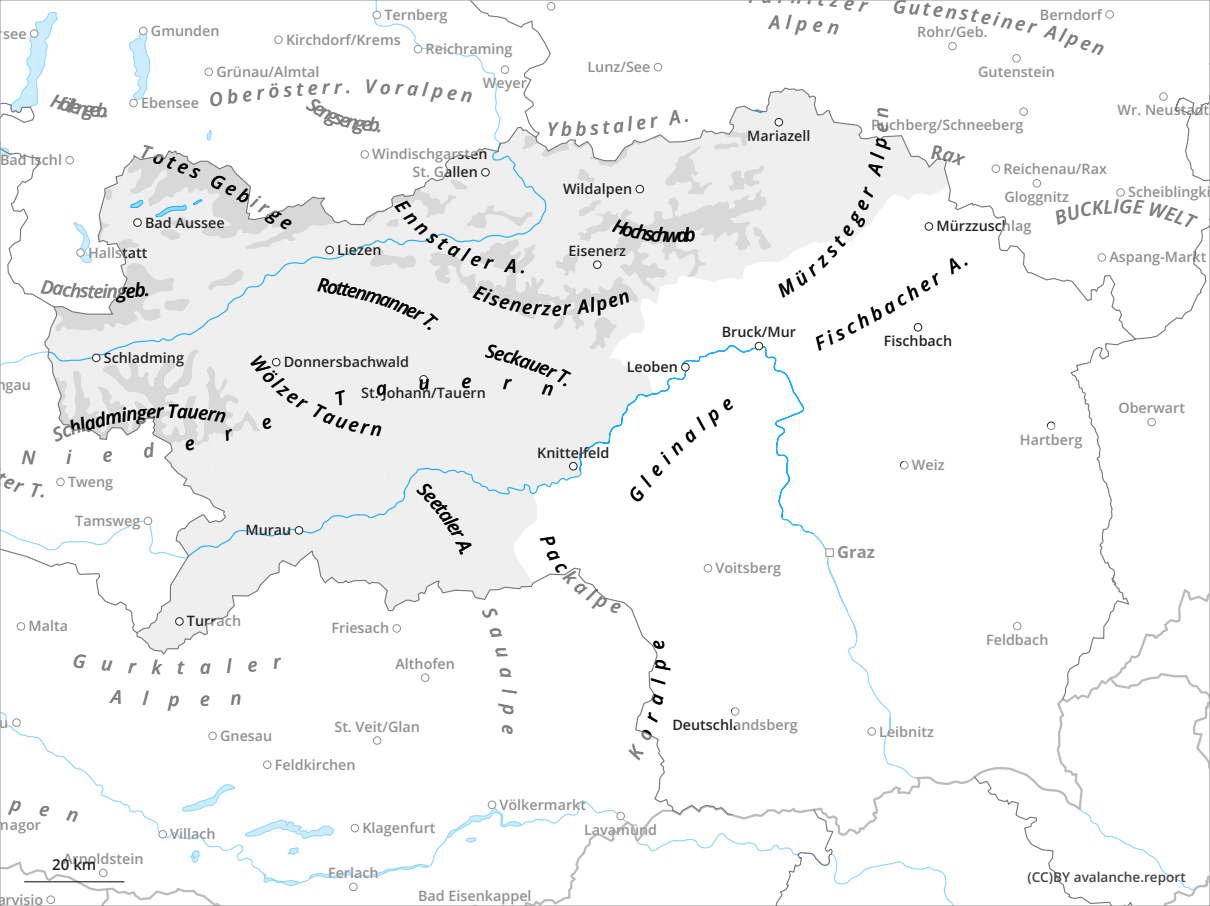 Ternberg
Gutensteiner Alpen
Berndorf
Alpen
Gmunden
Kirchdorf/Krems
Reichraming
Rohr/Geb.
Grünau/Almtal
Weyer
Lunz/See
Gutenstein
Oberösterr. Voralpen
Höllengeb.
Ebensee
Sengsengeb.
Ybbstaler A.
Mariazell
Puchberg/Schneeberg
Wr. Neustadt
Bad Ischl
Totes Gebirge
Windischgarsten
St. Gallen
Rax
Reichenau/Rax
Gloggnitz
Wildalpen
Mürzsteger Alpen
BUCKLIGE WELT
Bad Aussee
Ennstaler A.
Hochschwab
Mürzzuschlag
Hallstatt
Liezen
Eisenerz
Aspang-Markt
Dachsteingeb.
Rottenmanner T.
Eisenerzer Alpen
Fischbacher A.
Bruck/Mur
Fischbach
Schladming
Donnersbachwald
Seckauer T.
Leoben
St. Johann/Tauern
Wölzer Tauern
Schladminger Tauern
Niedere Tauern
Oberwart
Gleinalpe
Hartberg
Knittelfeld
Weiz
Tweng
Seetaler A.
Tamsweg
Murau
Graz
Packalpe
Voitsberg
Turrach
Malta
Friesach
Saualpe
Feldbach
Gurktaler
Alpen
Althofen
Koralpe
Deutschlandsberg
Gnesau
St. Veit/Glan
Leibnitz
Feldkirchen
Völkermarkt
Villach
Klagenfurt
Lavamünd
Arnoldstein
20 km
Ferlach
(CC)BY avalanche.report
Bad Eisenkappel